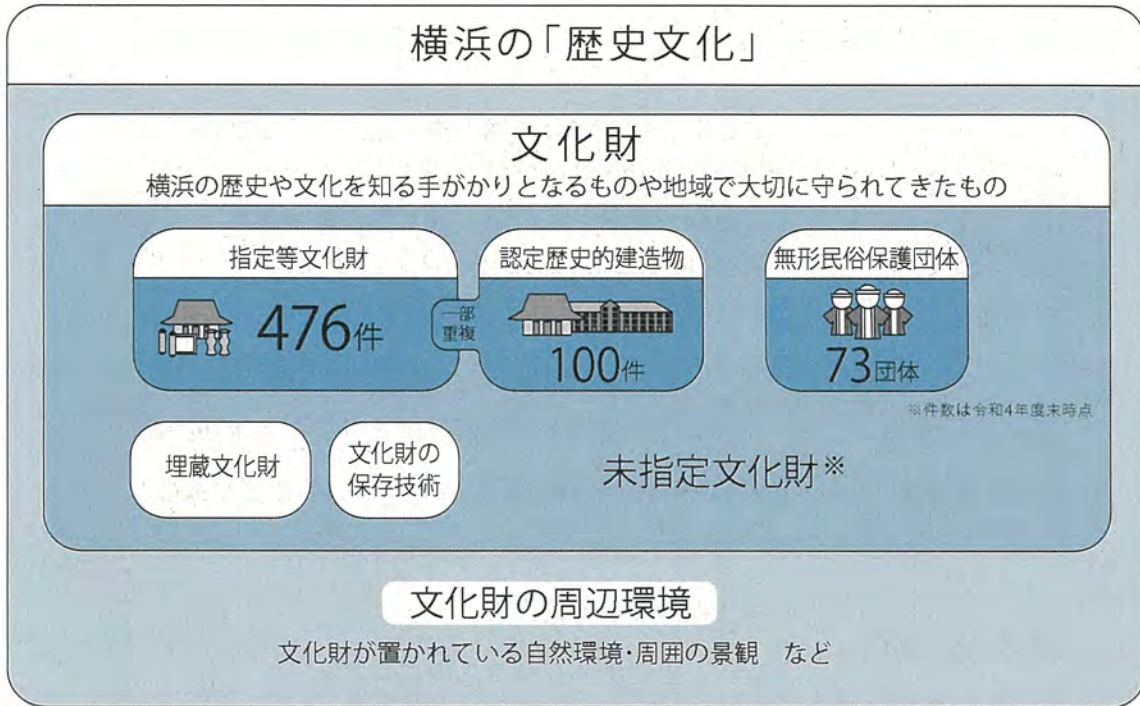 横浜の「歴史文化」
文化財
横浜の歴史や文化を知る手がかりとなるものや地域で大切に守られてきたもの
指定等文化財
476件
一部
重複
認定歴史的建造物
100件
無形民俗保護団体
73団体
※件数は令和4年度末時点
埋蔵文化財
文化財の
保存技術
未指定文化財※
文化財の周辺環境
文化財が置かれている自然環境・周囲の景観　など